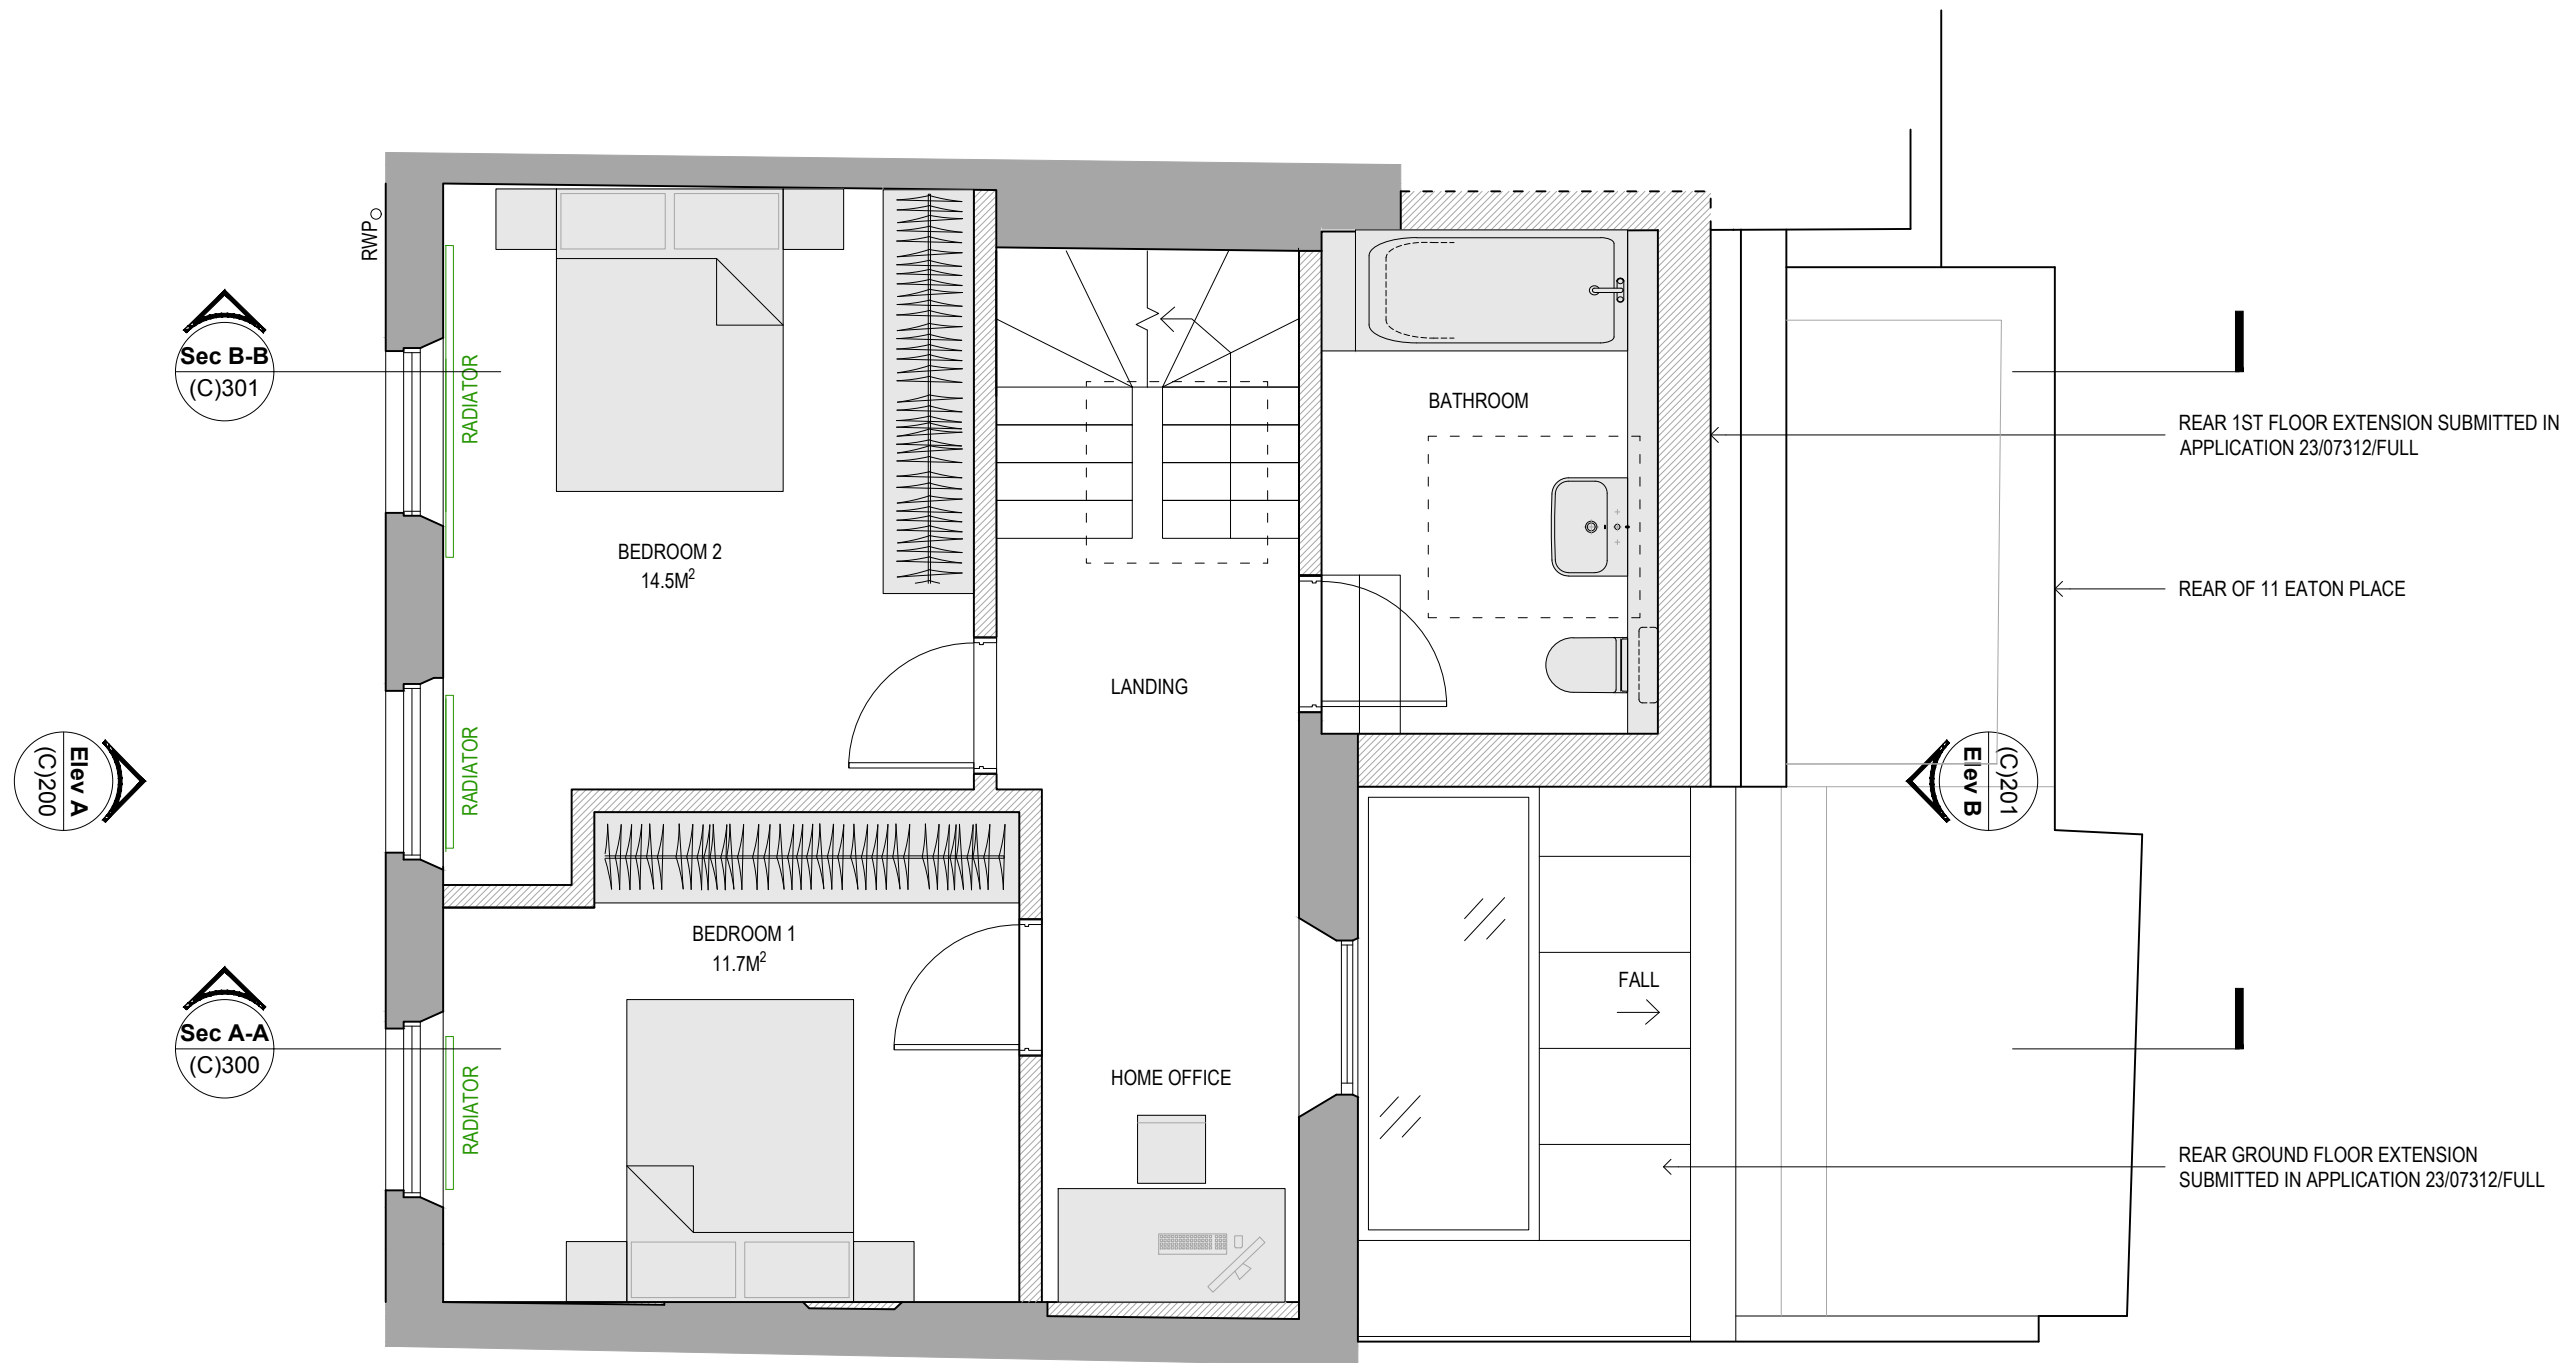 RWP
Sec B-B
(C)301
RADIATOR
BEDROOM 2
14.5M²
BATHROOM
REAR 1ST FLOOR EXTENSION SUBMITTED IN
APPLICATION 23/07312/FULL
REAR OF 11 EATON PLACE
LANDING
Elev A
(C)200
RADIATOR
(C)201
Elev B
BEDROOM 1
11.7M²
FALL
Sec A-A
(C)300
RADIATOR
HOME OFFICE
REAR GROUND FLOOR EXTENSION
SUBMITTED IN APPLICATION 23/07312/FULL